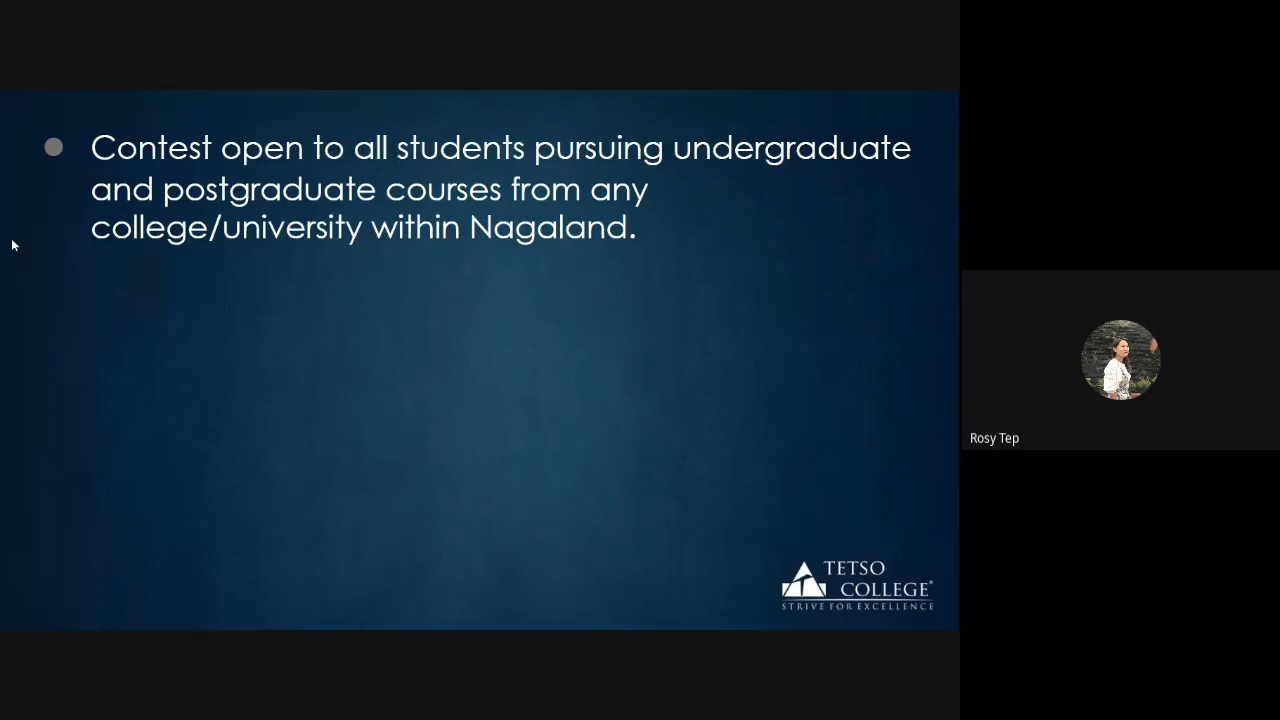 Contest open to all students pursuing undergraduate
and postgraduate courses from any
college/university within Nagaland.
Rosy Tep
TETSO
COLLEGE®
STRIVE FOR EXCELLENCE